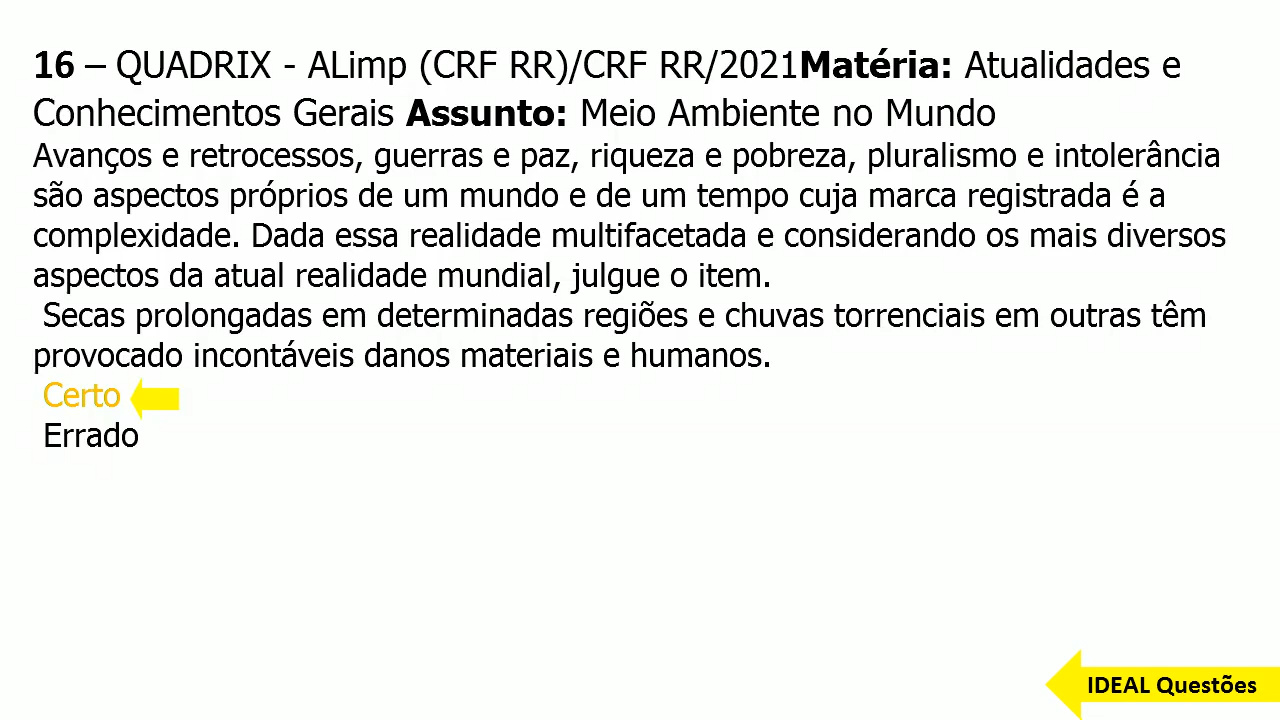 16 – QUADRIX - ALimp (CRF RR)/CRF RR/2021Matéria: Atualidades e
Conhecimentos Gerais Assunto: Meio Ambiente no Mundo
Avanços e retrocessos, guerras e paz, riqueza e pobreza, pluralismo e intolerância
são aspectos próprios de um mundo e de um tempo cuja marca registrada é a
complexidade. Dada essa realidade multifacetada e considerando os mais diversos
aspectos da atual realidade mundial, julgue o item.
Secas prolongadas em determinadas regiões e chuvas torrenciais em outras têm
provocado incontáveis danos materiais e humanos.
Certo
Errado
IDEAL Questões